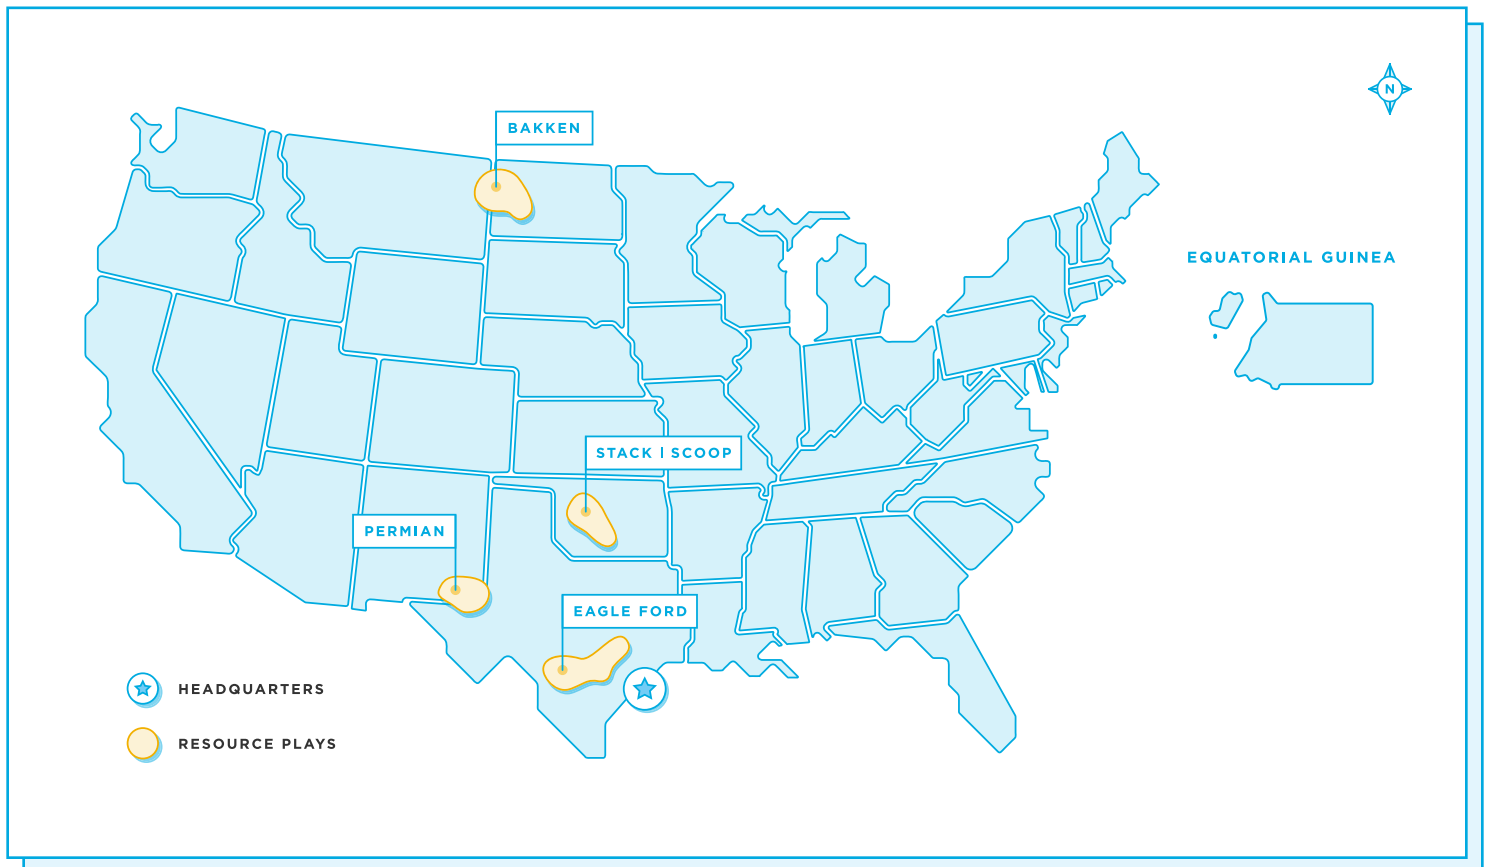 BAKKEN
N
EQUATORIAL GUINEA
STACK | SCOOP
PERMIAN
EAGLE FORD
HEADQUARTERS
RESOURCE PLAYS